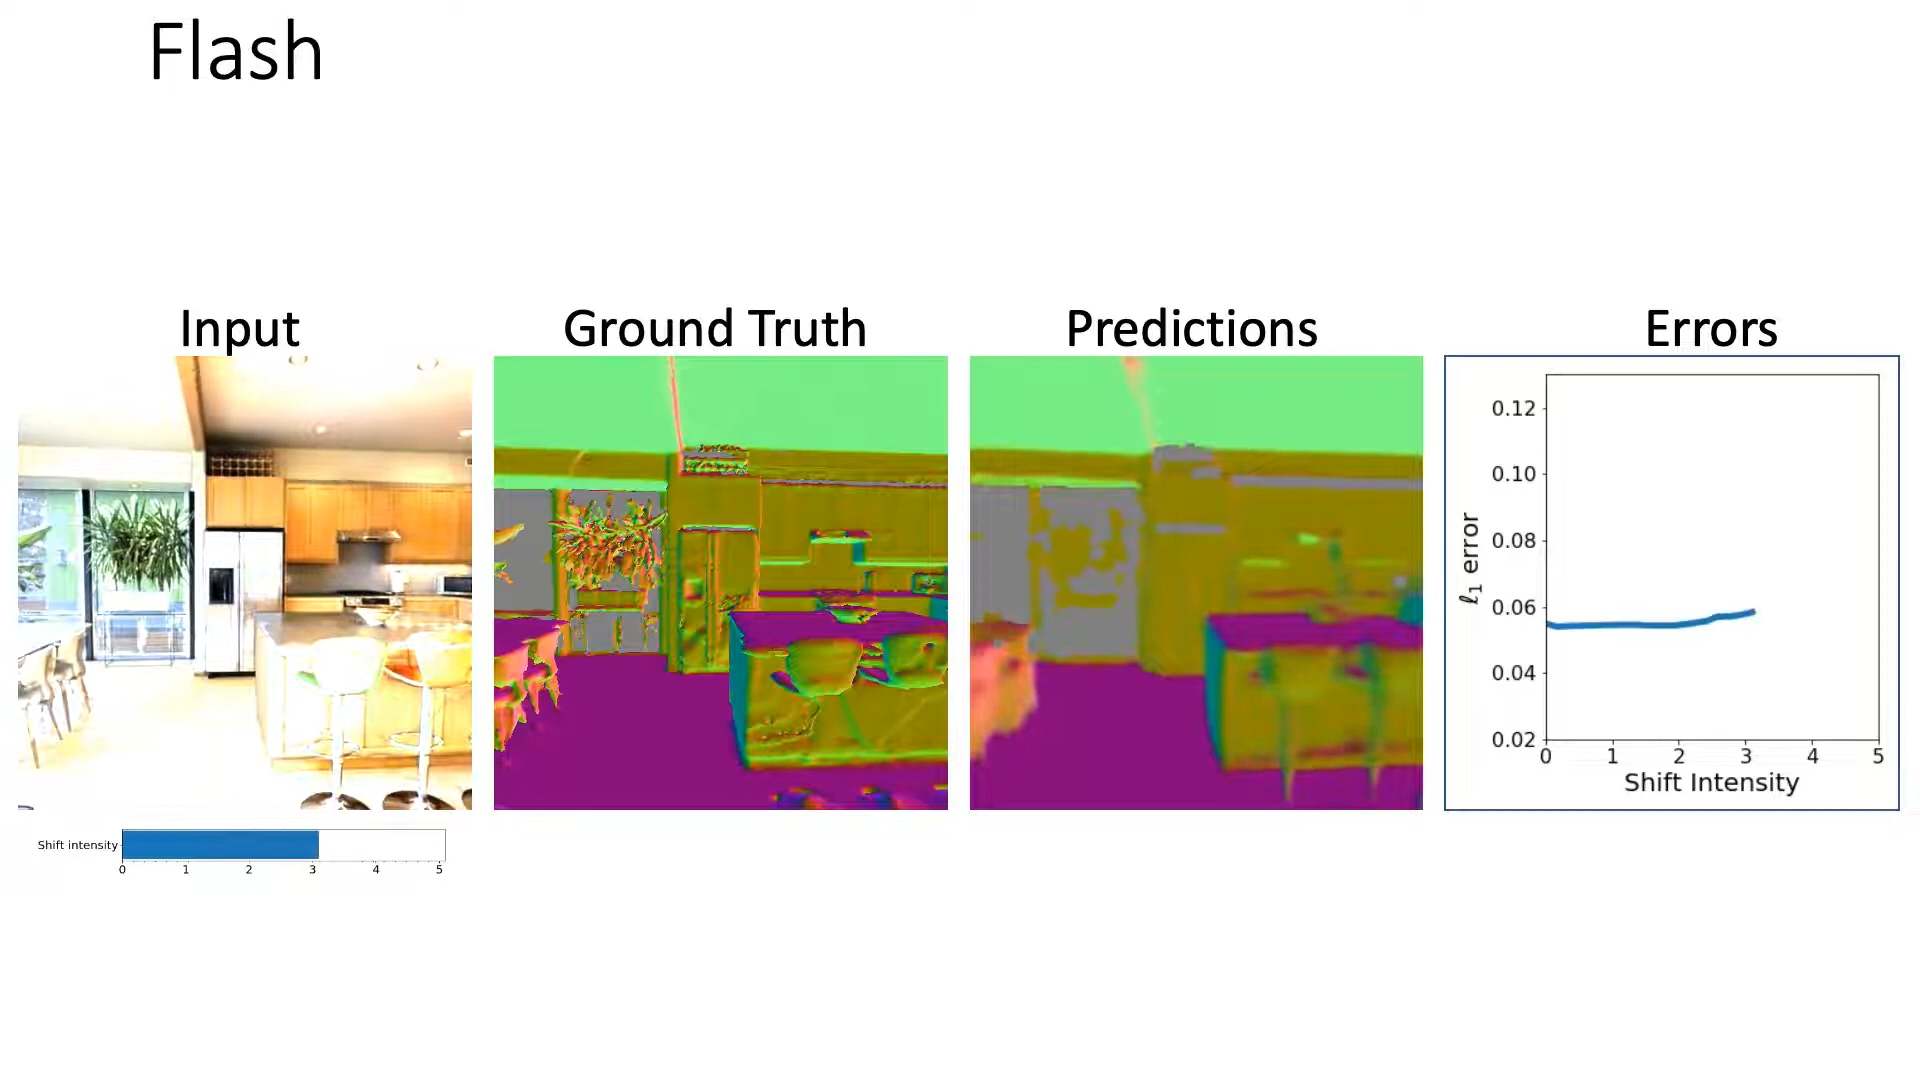 Flash
Input
Ground Truth
Predictions
Errors
0.12
0.10
0.08
0.06
0.04
0.02
ℓ1 error
0 1 2 3 4 5
Shift Intensity
Shift intensity
0 1 2 3 4 5